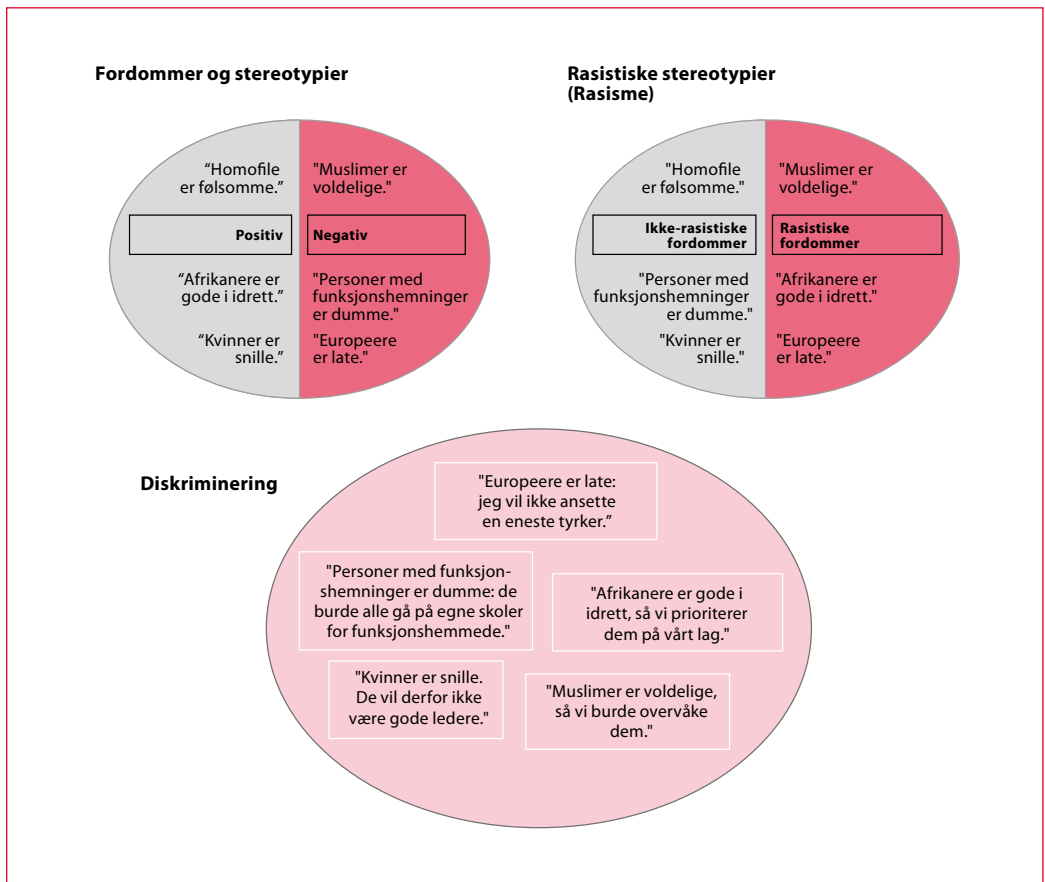 Fordommer og stereotypier
“Homofile
er følsomme.”
"Muslimer er
voldelige."
Positiv
Negativ
“Afrikanere er
gode i idrett.”
"Personer med
funksjonshemninger
er dumme."
“Kvinner er
snille.”
"Europeere
er late."
Rasistiske stereotypier
(Rasisme)
"Homofile
er følsomme."
"Muslimer er
voldelige."
Ikke-rasistiske
fordommer
Rasistiske
fordommer
"Personer med
funksjonshemninger
er dumme."
"Afrikanere er
gode i idrett."
"Kvinner er
snille."
"Europeere
er late."
Diskriminering
"Europeere er late:
jeg vil ikke ansette
en eneste tyrker.”
"Personer med funksjon-
shemninger er dumme: de
burde alle gå på egne skoler
for funksjonshemmede."
"Afrikanere er gode i
idrett, så vi prioriterer
dem på vårt lag."
"Kvinner er snille.
De vil derfor ikke
være gode ledere."
"Muslimer er voldelige,
så vi burde overvåke
dem."